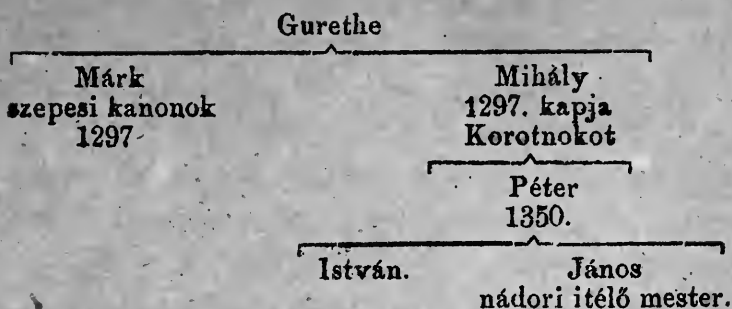 Gurethe
Márk
szepesi kanonok
1297
Mihály
1297. kapja
Korotnokot
Péter
1350.
István.
János
nádori itélő mester.